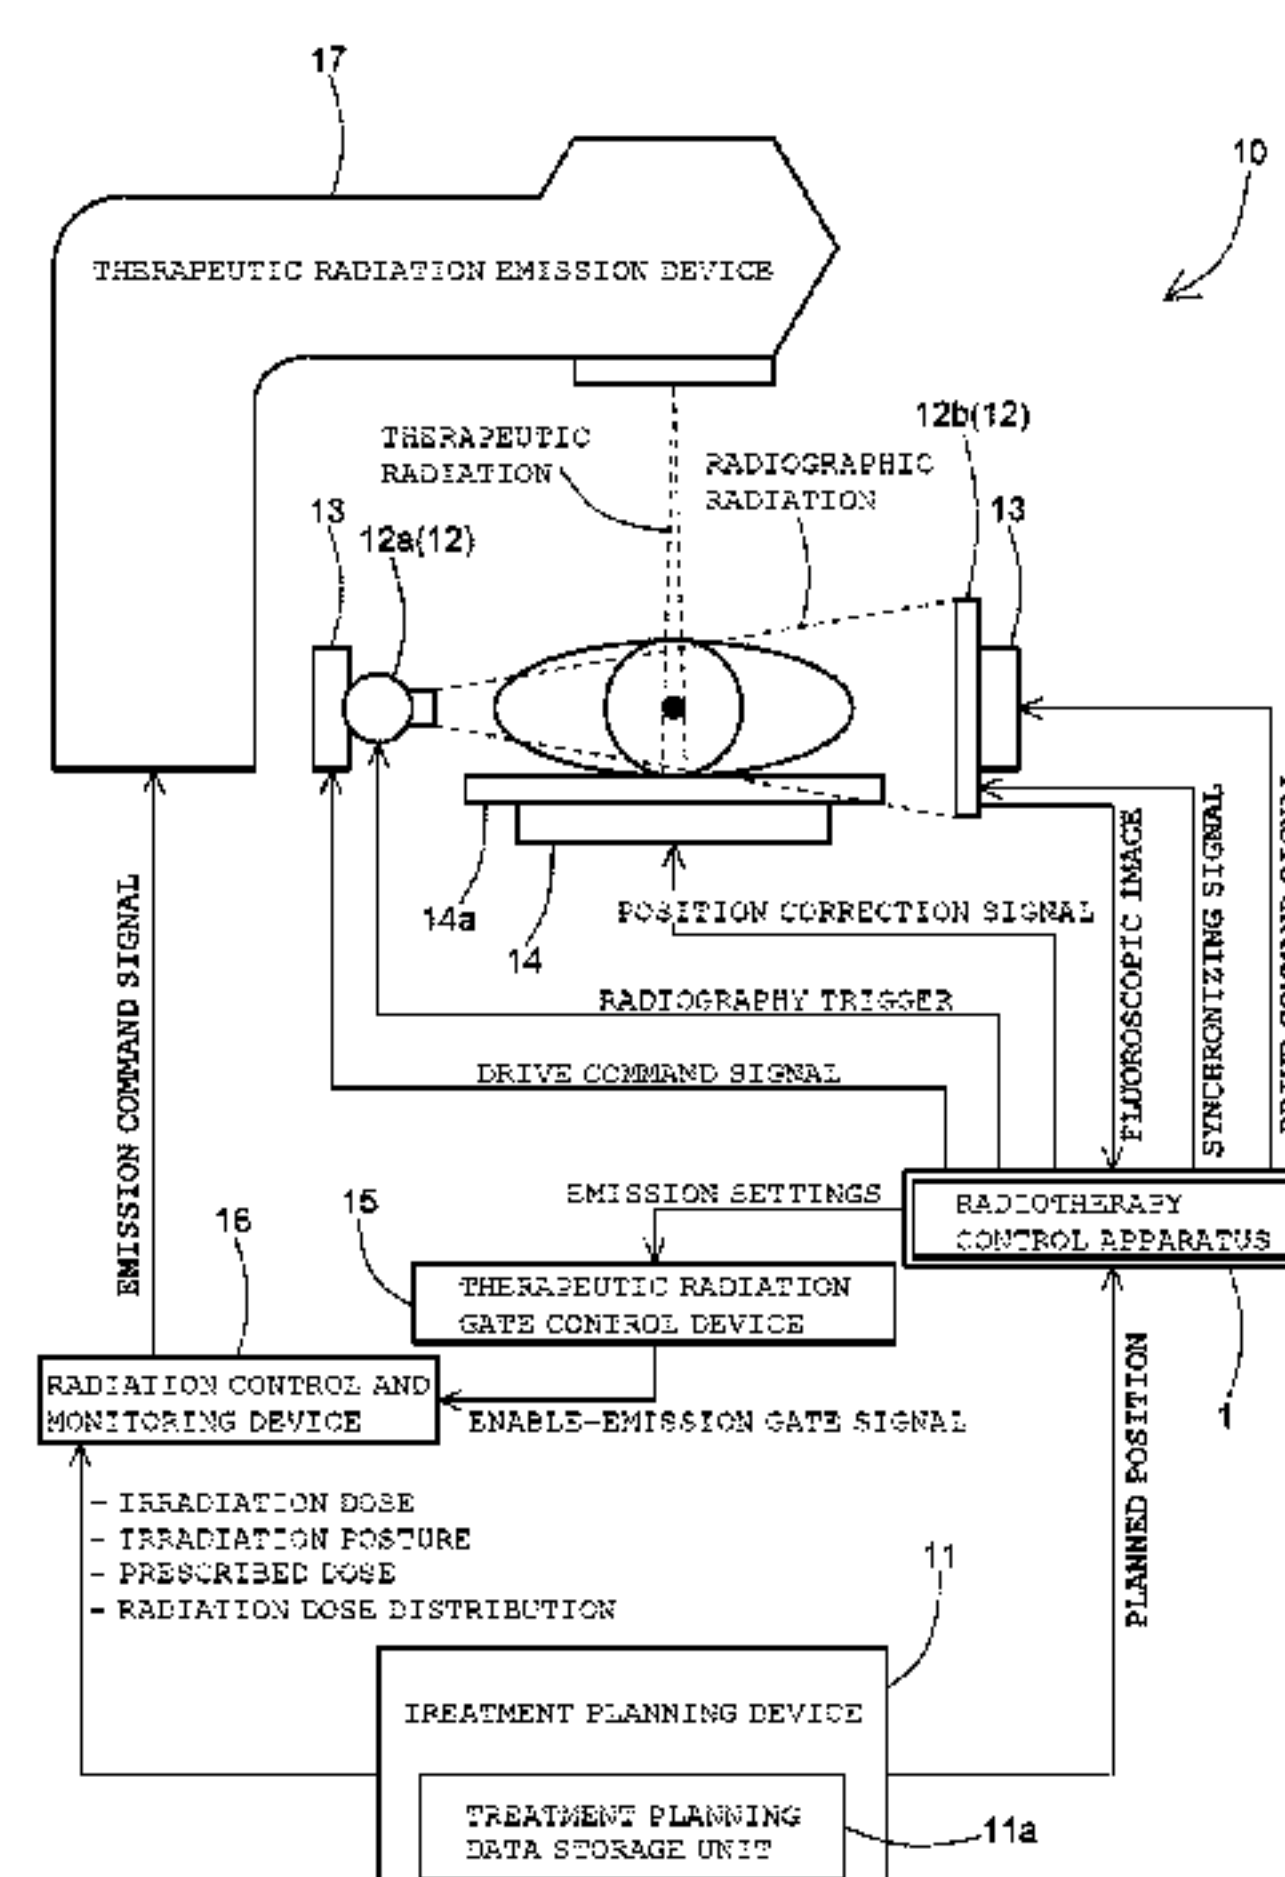 17
10
THERAPEUTIC RADIATION EMISSION DEVICE
12b(12)
THERAPEUTIC
RADIATION
RADIOGRAPHIC
RADIATION
13
12a(12)
13
14a
14
POSITION CORRECTION SIGNAL
RADIOGRAPHY TRIGGER
DRIVE COMMAND SIGNAL
EMISSION COMMAND SIGNAL
FLUOROSCOPIC IMAGE
SYNCHRONIZING SIGNAL
EMISSION SETTINGS
RADIOTHERAPY
CONTROL APPARATUS
15
16
THERAPEUTIC RADIATION
GATE CONTROL DEVICE
1
RADIATION CONTROL AND
MONITORING DEVICE
ENABLE-EMISSION GATE SIGNAL
PLANNED POSITION
- IRRADIATION DOSE
- IRRADIATION POSTURE
- PRESCRIBED DOSE
- RADIATION DOSE DISTRIBUTION
11
TREATMENT PLANNING DEVICE
TREATMENT PLANNING
DATA STORAGE UNIT
11a